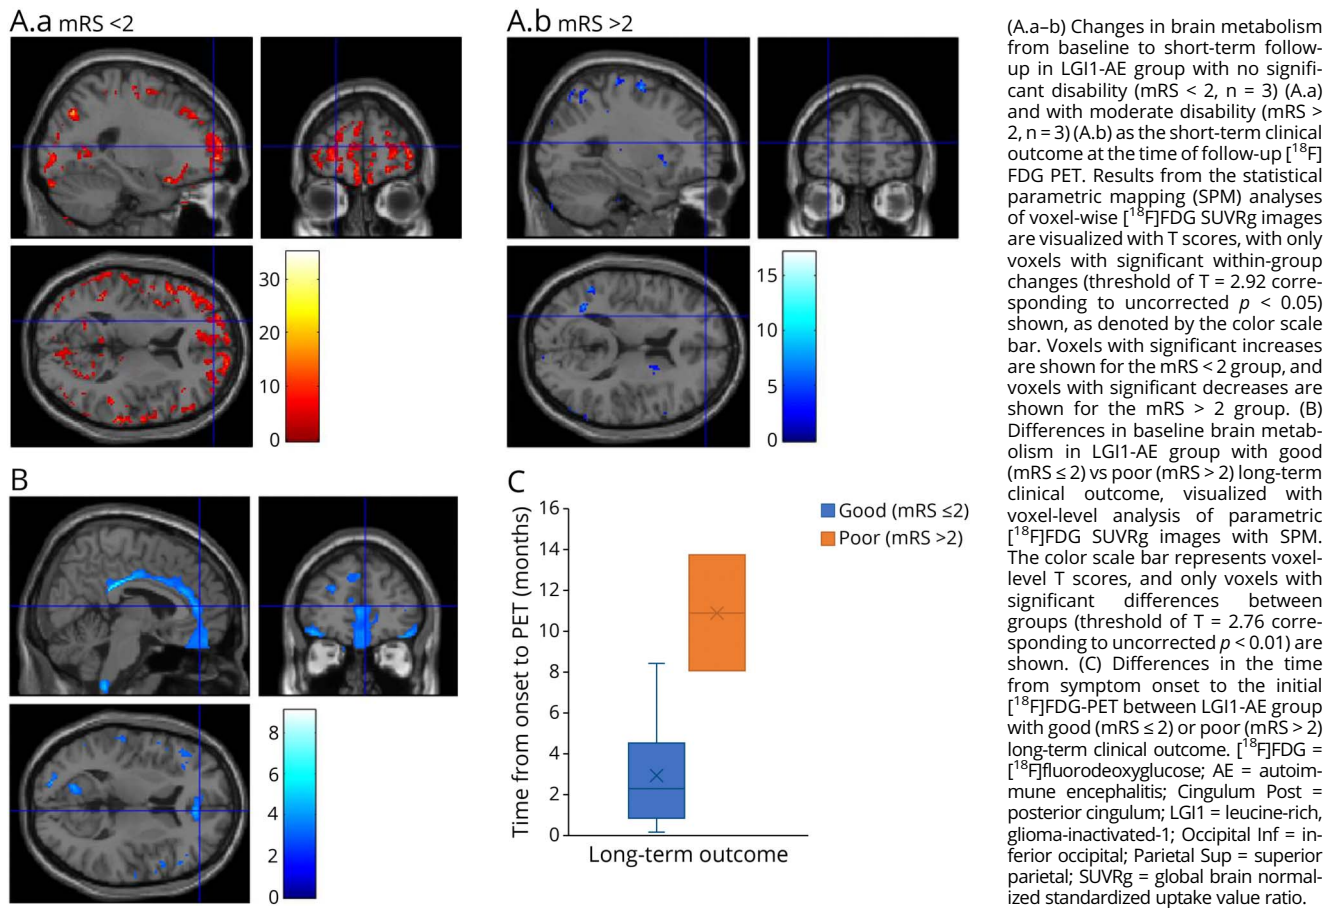 A.a mRS <2
30
20
10
0
A.b mRS >2
15
10
5
0
B
8
6
4
2
0
C
Time from onset to PET (months)
16
14
12
10
8
6
4
2
0
Long-term outcome
Good (mRS ≤2)
Poor (mRS >2)
(A.a–b) Changes in brain metabolism
from baseline to short-term follow-
up in LGI1-AE group with no signifi-
cant disability (mRS < 2, n = 3) (A.a)
and with moderate disability (mRS >
2, n = 3) (A.b) as the short-term clinical
outcome at the time of follow-up [¹⁸F]
FDG PET. Results from the statistical
parametric mapping (SPM) analyses
of voxel-wise [¹⁸F]FDG SUVRg images
are visualized with T scores, with only
voxels with significant within-group
changes (threshold of T = 2.92 corre-
sponding to uncorrected p < 0.05)
shown, as denoted by the color scale
bar. Voxels with significant increases
are shown for the mRS < 2 group, and
voxels with significant decreases are
shown for the mRS > 2 group. (B)
Differences in baseline brain metab-
olism in LGI1-AE group with good
(mRS ≤ 2) vs poor (mRS > 2) long-term
clinical outcome, visualized with
voxel-level analysis of parametric
[¹⁸F]FDG SUVRg images with SPM.
The color scale bar represents voxel-
level T scores, and only voxels with
significant differences between
groups (threshold of T = 2.76 corre-
sponding to uncorrected p < 0.01) are
shown. (C) Differences in the time
from symptom onset to the initial
[¹⁸F]FDG-PET between LGI1-AE group
with good (mRS ≤ 2) or poor (mRS > 2)
long-term clinical outcome. [¹⁸F]FDG =
[¹⁸F]fluorodeoxyglucose; AE = autoim-
mune encephalitis; Cingulum Post =
posterior cingulum; LGI1 = leucine-rich,
glioma-inactivated-1; Occipital Inf = in-
ferior occipital; Parietal Sup = superior
parietal; SUVRg = global brain normal-
ized standardized uptake value ratio.